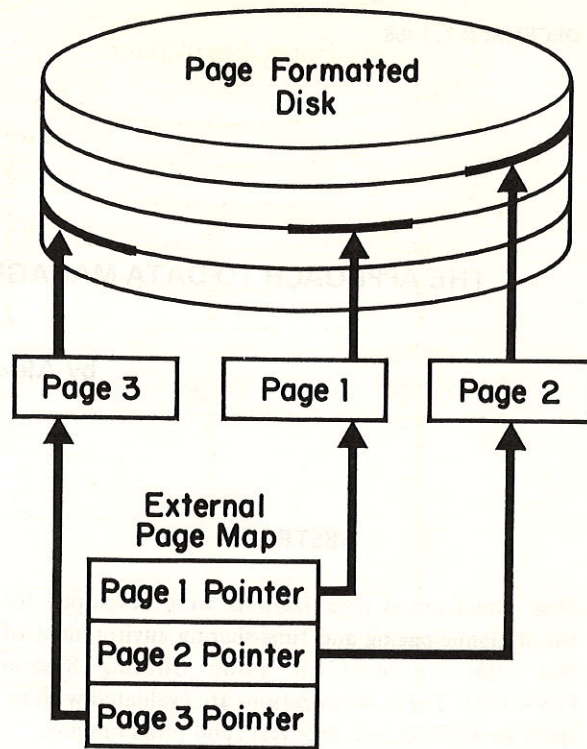 Page Formatted
Disk
Page 3
Page 1
Page 2
External
Page Map
Page 1 Pointer
Page 2 Pointer
Page 3 Pointer